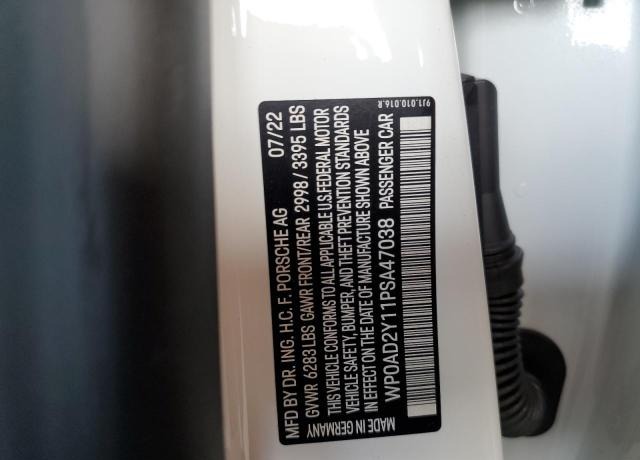 MFD BY DR. ING. H.C. F. PORSCHE AG 07/22
GVWR 6283 LBS GAWR FRONT/REAR 2998 / 3395 LBS
THIS VEHICLE CONFORMS TO ALL APPLICABLE U.S. FEDERAL MOTOR
VEHICLE SAFETY, BUMPER, AND THEFT PREVENTION STANDARDS
IN EFFECT ON THE DATE OF MANUFACTURE SHOWN ABOVE
WP0AD2Y11PSA47038 PASSENGER CAR
MADE IN GERMANY
9J1.010.016.R